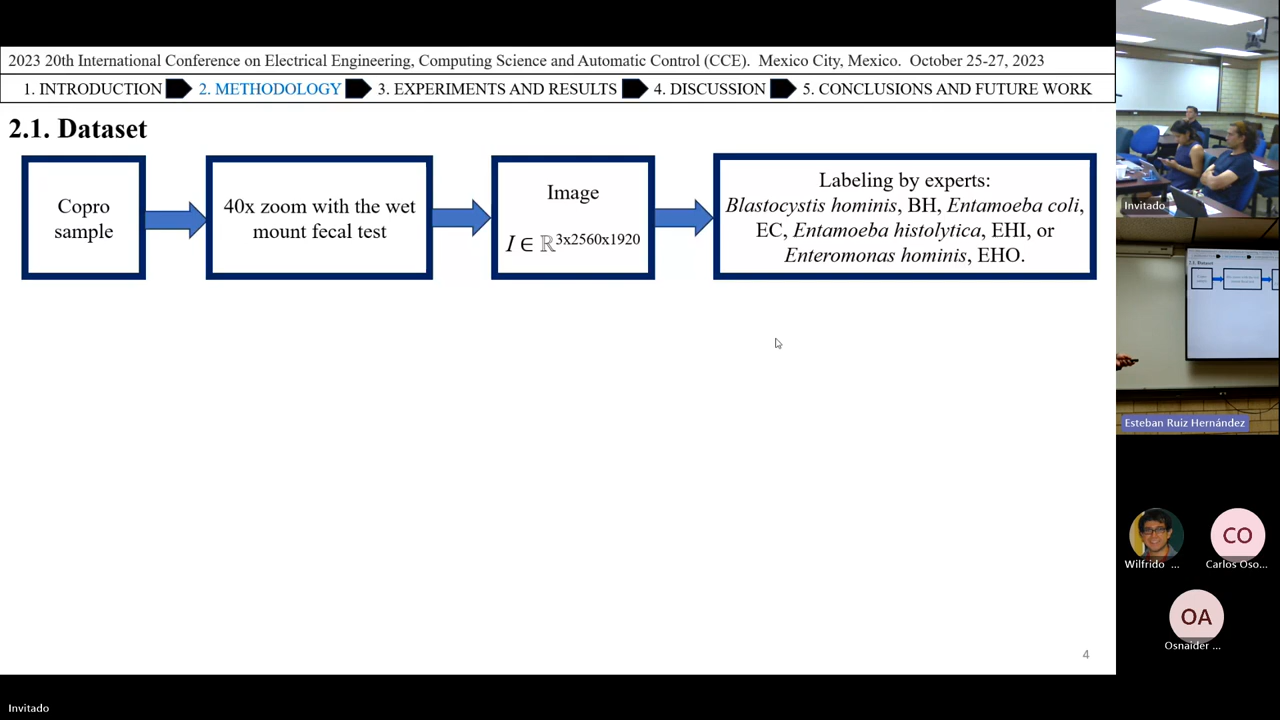 2023 20th International Conference on Electrical Engineering, Computing Science and Automatic Control (CCE). Mexico City, Mexico. October 25-27, 2023
1. INTRODUCTION 2. METHODOLOGY 3. EXPERIMENTS AND RESULTS 4. DISCUSSION 5. CONCLUSIONS AND FUTURE WORK
2.1. Dataset
Copro
sample
40x zoom with the wet
mount fecal test
Image
I ∈ ℝ^3x2560x1920
Labeling by experts:
Blastocystis hominis, BH, Entamoeba coli,
EC, Entamoeba histolytica, EHI, or
Enteromonas hominis, EHO.
4
Invitado
2.1. Dataset
Esteban Ruiz Hernández
Wilfrido ...
CO
Carlos Oso...
OA
Osnaider ...
Invitado